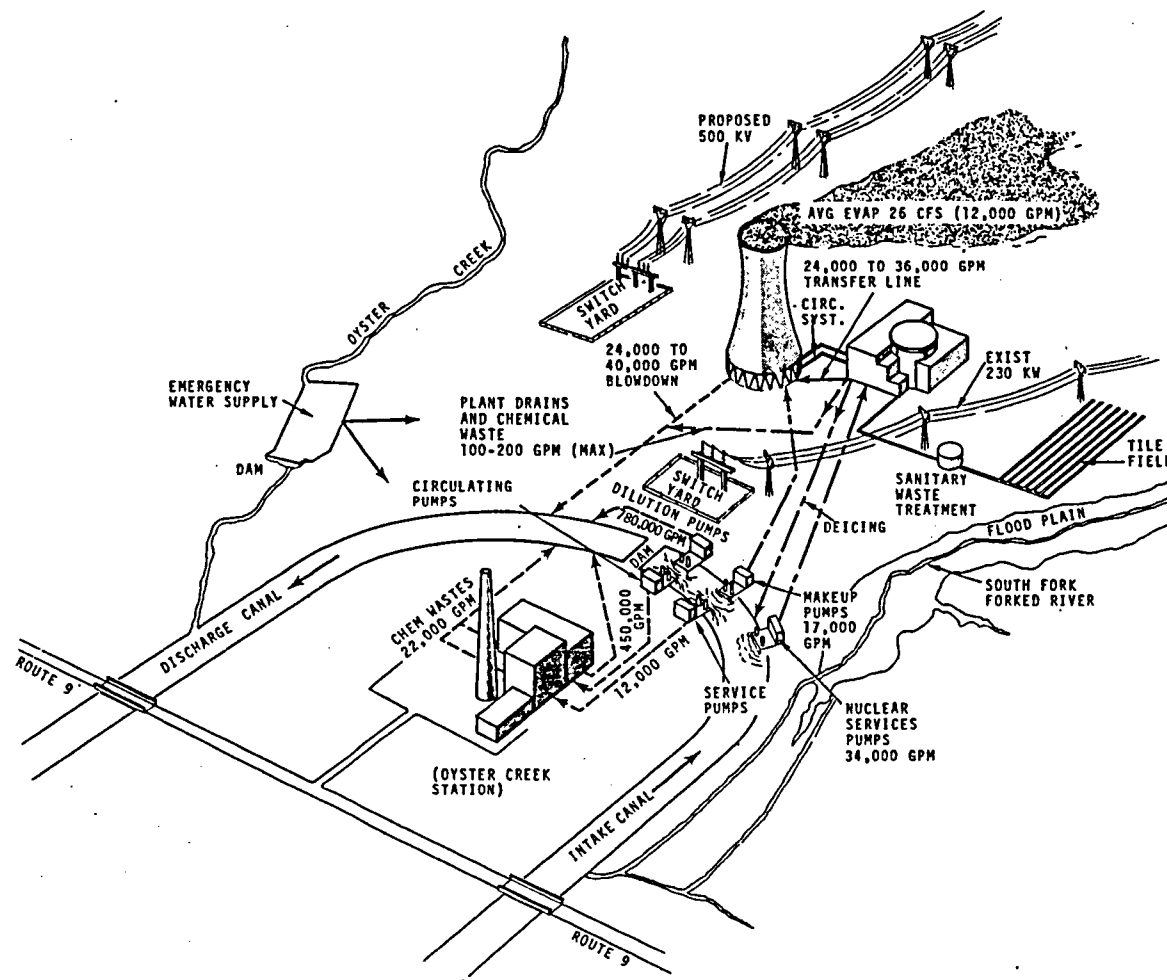 PROPOSED
500 KV
AVG EVAP 26 CFS (12,000 GPM)
24,000 TO 36,000 GPM
TRANSFER LINE
CIRC.
SYST.
SWITCH
YARD
OYSTER CREEK
24,000 TO
40,000 GPM
BLOWDOWN
EXIST
230 KW
EMERGENCY
WATER SUPPLY
PLANT DRAINS
AND CHEMICAL
WASTE
100-200 GPM (MAX)
TILE
FIELD
DAM
SWITCH
YARD
SANITARY
WASTE
TREATMENT
CIRCULATING
PUMPS
DILUTION PUMPS
780,000 GPM
DEICING
FLOOD PLAIN
DAM
SOUTH FORK
FORKED RIVER
MAKEUP
PUMPS
17,000
GPM
CHEM WASTES
22,000 GPM
450,000
GPM
12,000 GPM
DISCHARGE CANAL
ROUTE 9
SERVICE
PUMPS
NUCLEAR
SERVICES
PUMPS
34,000 GPM
(OYSTER CREEK
STATION)
INTAKE CANAL
ROUTE 9